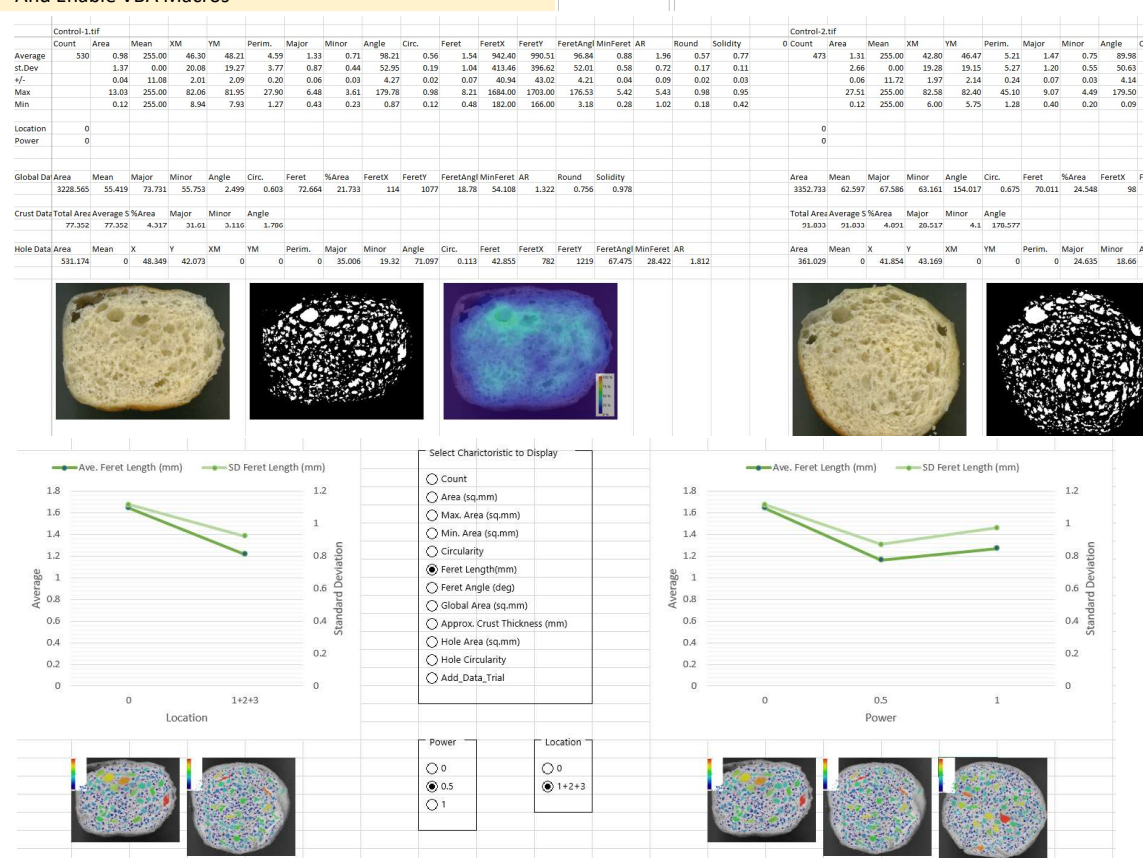 And Enable VBA Macros
Control-1.tif Control-2.tif
Count Area Mean XM YM Perim. Major Minor Angle Circ. Feret FeretX FeretY FeretAngl MinFeret AR Round Solidity 0 Count Area Mean XM YM Perim. Major Minor Angle
Average 530 0.98 255.00 46.30 48.21 4.59 1.33 0.71 98.21 0.56 1.54 942.40 990.51 96.84 0.88 1.96 0.57 0.77 473 1.31 255.00 42.80 46.47 5.21 1.47 0.75 89.98
st.Dev 1.37 0.00 20.08 19.27 3.77 0.87 0.44 52.95 0.19 1.04 413.46 396.62 52.01 0.58 0.72 0.17 0.11 2.66 0.00 19.28 19.15 5.27 1.20 0.55 50.63
+/- 0.04 11.08 2.01 2.09 0.20 0.06 0.03 4.27 0.02 0.07 40.94 43.02 4.21 0.04 0.09 0.02 0.03 0.06 11.72 1.97 2.14 0.24 0.07 0.03 4.14
Max 13.03 255.00 82.06 81.95 27.90 6.48 3.61 179.78 0.98 8.21 1684.00 1703.00 176.53 5.42 5.43 0.98 0.95 27.51 255.00 82.58 82.40 45.10 9.07 4.49 179.50
Min 0.12 255.00 8.94 7.93 1.27 0.43 0.23 0.87 0.12 0.48 182.00 166.00 3.18 0.28 1.02 0.18 0.42 0.12 255.00 6.00 5.75 1.28 0.40 0.20 0.09
Location 0 0
Power 0 0
Global Dat Area Mean Major Minor Angle Circ. Feret %Area FeretX FeretY FeretAngl MinFeret AR Round Solidity Area Mean Major Minor Angle Circ. Feret %Area FeretX
3228.565 55.419 73.731 55.753 2.499 0.603 72.664 21.733 114 1077 18.78 54.108 1.322 0.756 0.978 3352.733 62.597 67.586 63.161 154.017 0.675 70.011 24.548 98
Crust Data Total Area Average S %Area Major Minor Angle Total Area Average S %Area Major Minor Angle
77.352 77.352 4.317 31.61 3.116 1.786 91.833 91.833 4.891 28.517 4.1 178.577
Hole Data Area Mean X Y XM YM Perim. Major Minor Angle Circ. Feret FeretX FeretY FeretAngl MinFeret AR Area Mean X Y XM YM Perim. Major Minor
531.174 0 48.349 42.073 0 0 0 35.006 19.32 71.097 0.113 42.855 782 1219 67.475 28.422 1.812 361.029 0 41.854 43.169 0 0 0 24.635 18.66
Ave. Feret Length (mm) SD Feret Length (mm)
1.8
1.6
1.4
1.2
1
0.8
0.6
0.4
0.2
0
Average
1.2
1
0.8
0.6
0.4
0.2
0
Standard Deviation
0 1+2+3
Location
Select Charictoristic to Display
Count
Area (sq.mm)
Max. Area (sq.mm)
Min. Area (sq.mm)
Circularity
Feret Length(mm)
Feret Angle (deg)
Global Area (sq.mm)
Approx. Crust Thickness (mm)
Hole Area (sq.mm)
Hole Circularity
Add_Data_Trial
Ave. Feret Length (mm) SD Feret Length (mm)
1.8
1.6
1.4
1.2
1
0.8
0.6
0.4
0.2
0
Average
1.2
1
0.8
0.6
0.4
0.2
0
Standard Deviation
0 0.5 1
Power
Power
0
0.5
1
Location
0
1+2+3